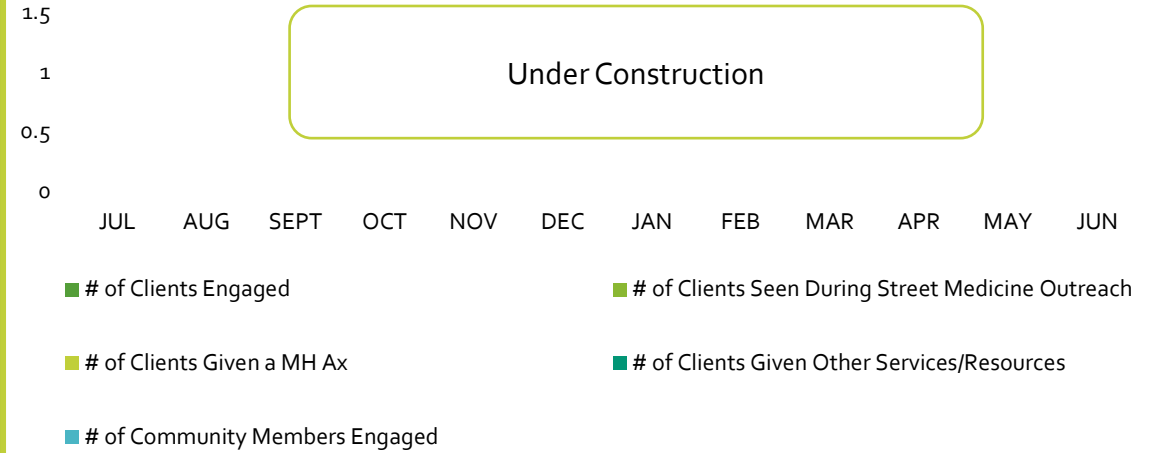 1.5
Under Construction
1
0.5
0
JUL AUG SEPT OCT NOV DEC JAN FEB MAR APR MAY JUN
# of Clients Engaged
# of Clients Seen During Street Medicine Outreach
# of Clients Given a MH Ax
# of Clients Given Other Services/Resources
# of Community Members Engaged